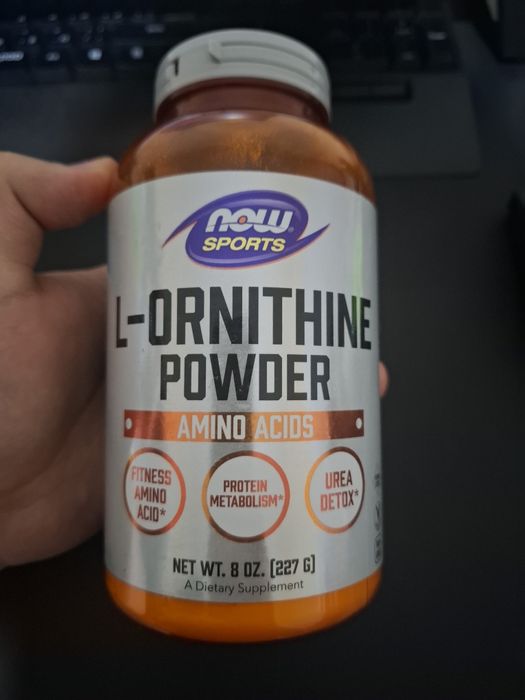 NOW
SPORTS
L-ORNITHINE
POWDER
AMINO ACIDS
FITNESS
AMINO
ACID*
PROTEIN
METABOLISM*
UREA
DETOX*
NET WT. 8 OZ. (227 G)
A Dietary Supplement